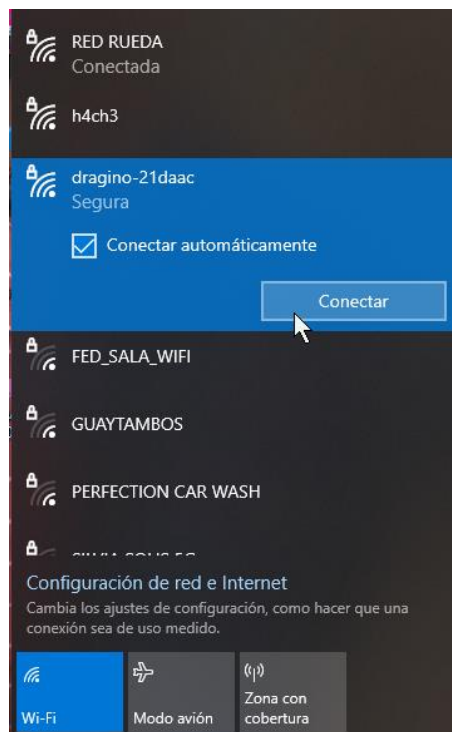 RED RUEDA
Conectada
h4ch3
dragino-21daac
Segura
Conectar automáticamente
Conectar
FED_SALA_WIFI
GUAYTAMBOS
PERFECTION CAR WASH
Configuración de red e Internet
Cambia los ajustes de configuración, como hacer que una
conexión sea de uso medido.
Wi-Fi
Modo avión
Zona con
cobertura